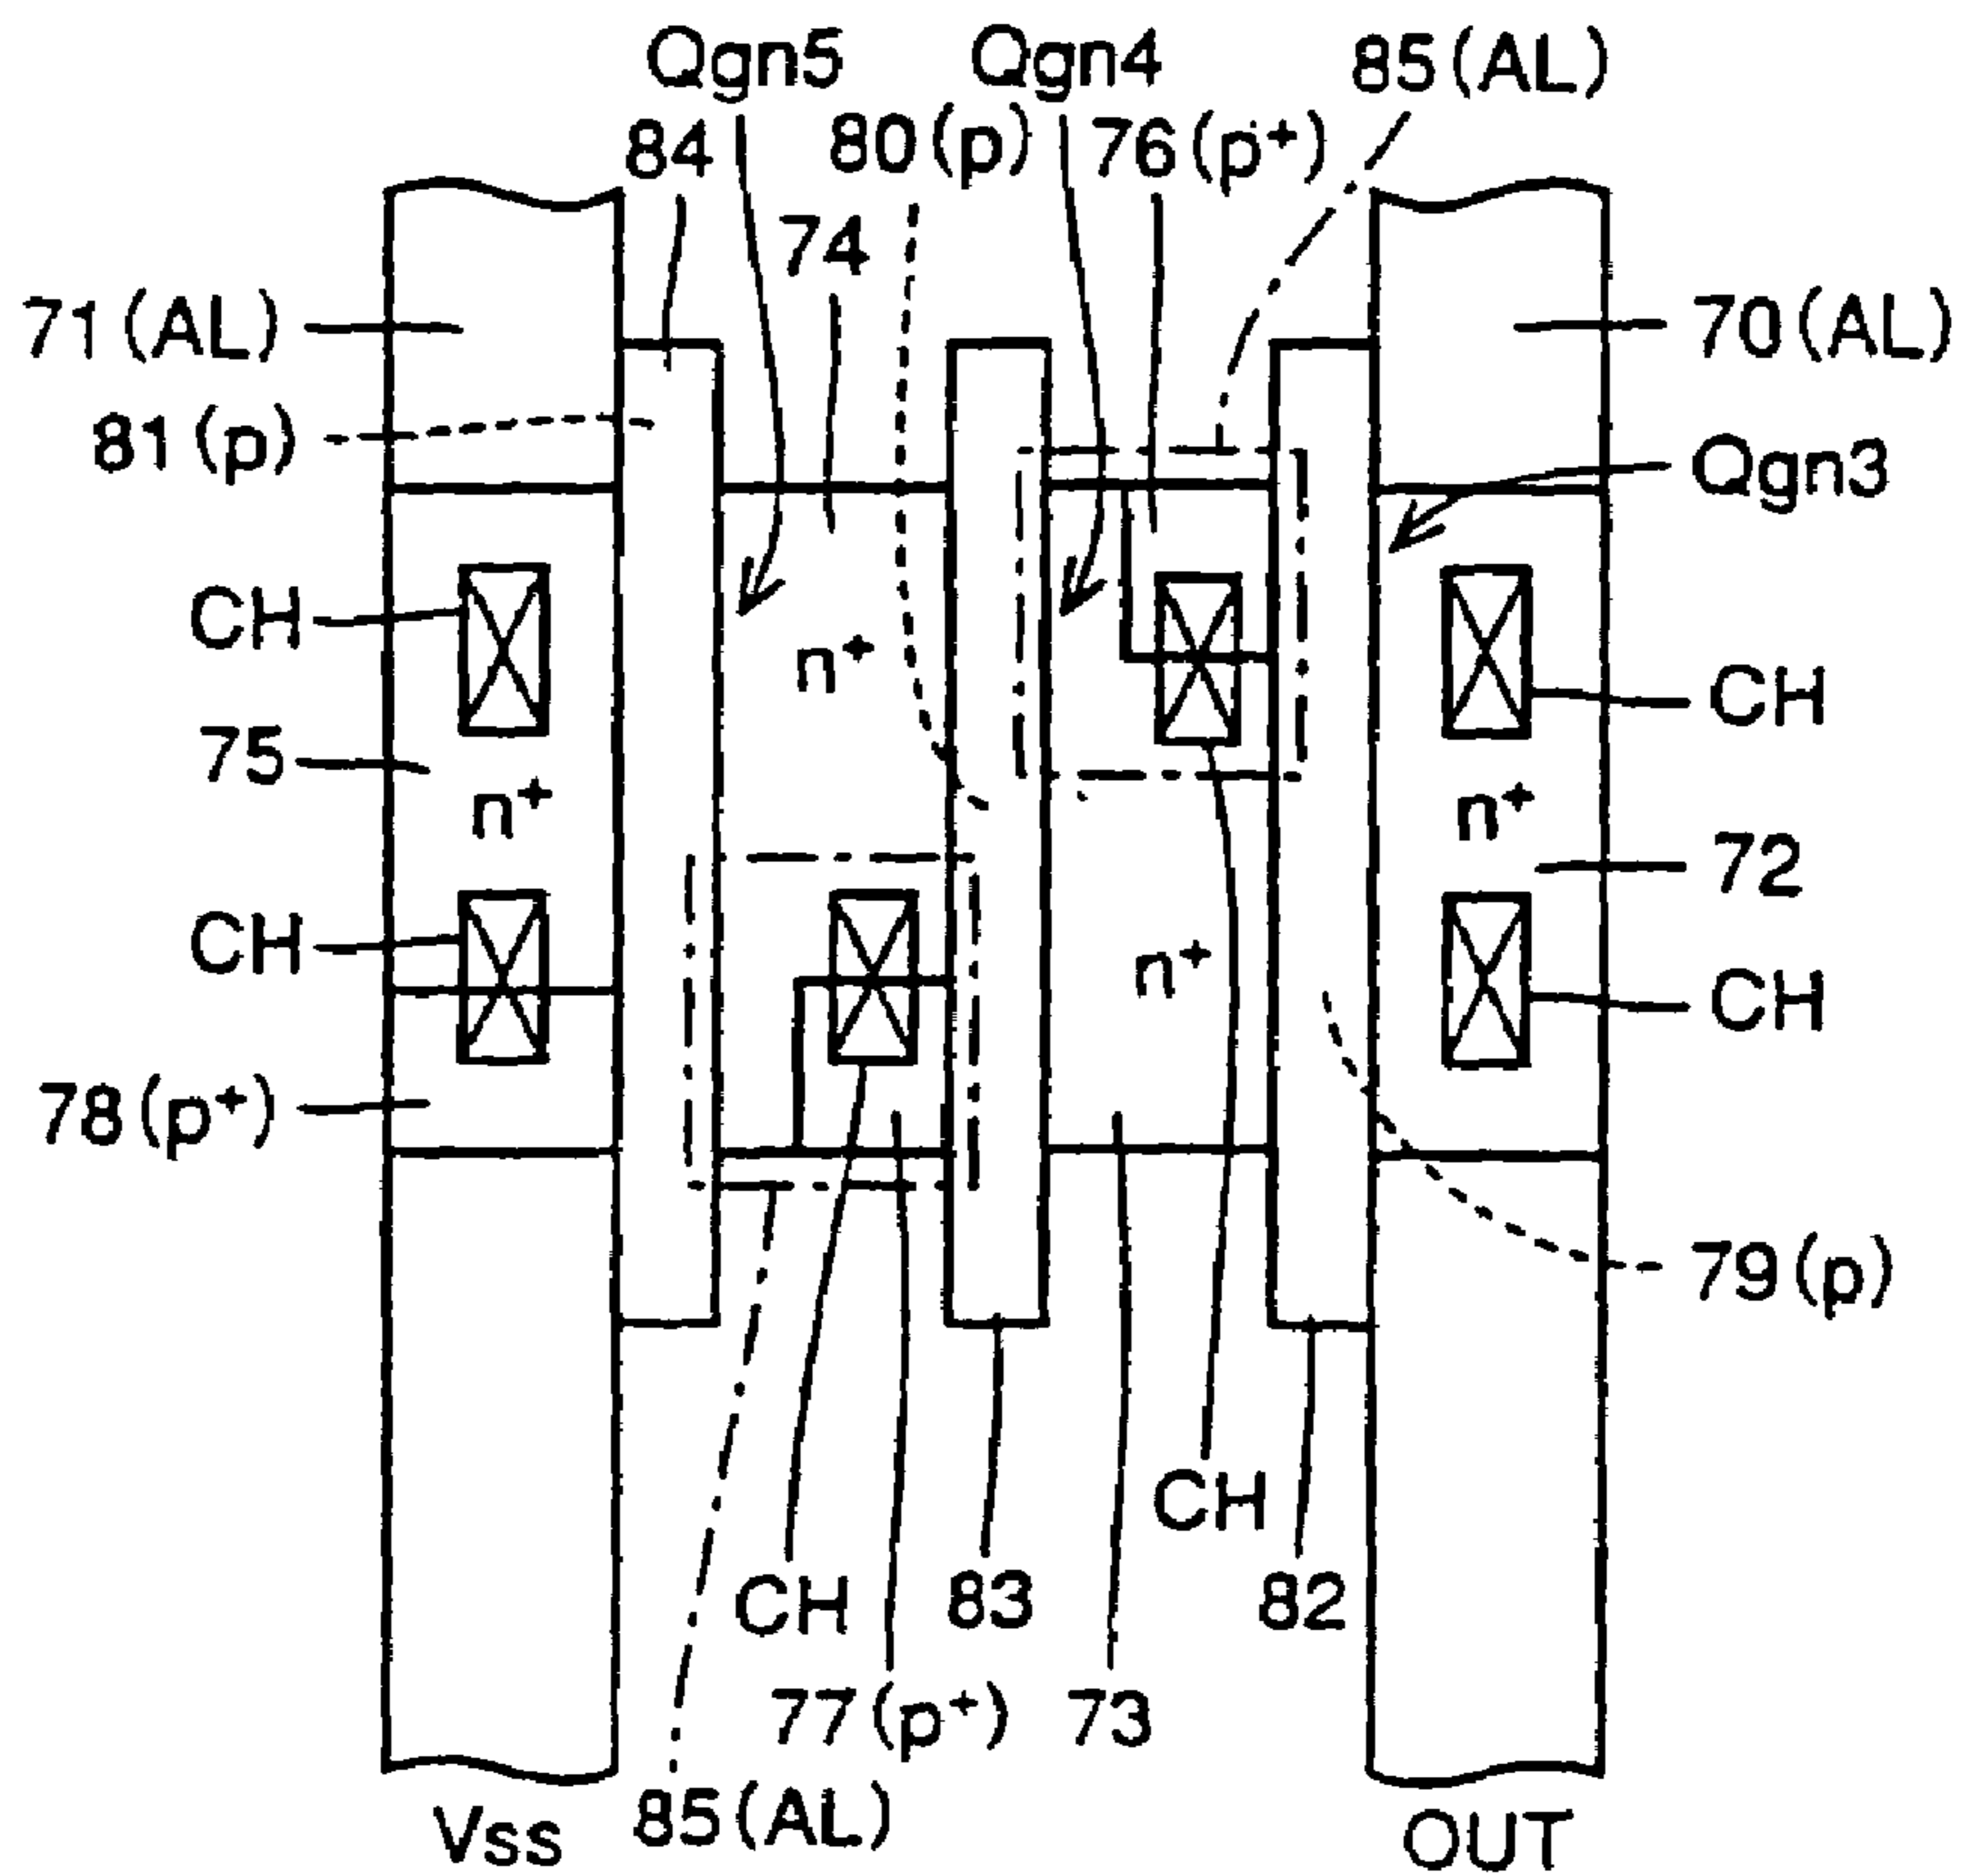 Qgn5 Qgn4 85(AL)
84 80(p) 76(p+)
74
71(AL) 70(AL)
81(p) Qgn3
CH
n+ CH
75
n+ n+
72
CH n+ CH
78(p+)
79(p)
CH
CH 83 82
77(p+) 73
85(AL)
Vss OUT